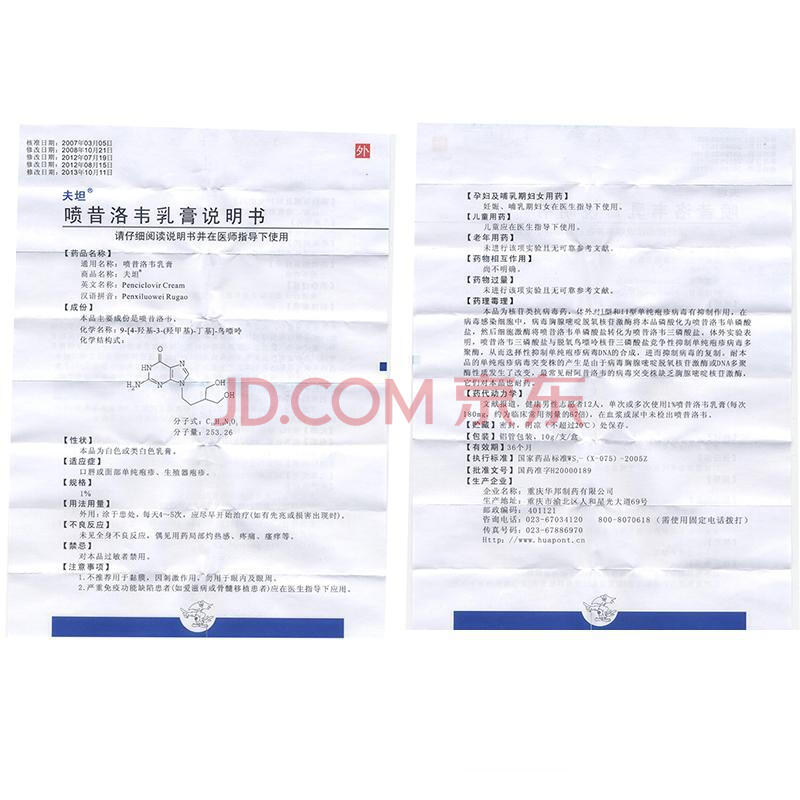 核准日期：2007年03月05日
修改日期：2008年10月21日
修改日期：2012年07月19日
修改日期：2012年08月15日
修改日期：2013年10月11日
外
夫坦®
喷昔洛韦乳膏说明书
请仔细阅读说明书并在医师指导下使用
【药品名称】
通用名称：喷昔洛韦乳膏
商品名称：夫坦®
英文名称：Penciclovir Cream
汉语拼音：Penxiluowei Rugao
【成份】
本品主要成份是喷昔洛韦。
化学名称：9-[4-羟基-3-(羟甲基)-丁基]-鸟嘌呤
化学结构式：
O
HN
N
H₂N
N
N
OH
OH
分子式：
分子量：253.26
【性状】
本品为白色或类白色乳膏。
【适应症】
口唇或面部单纯疱疹、生殖器疱疹。
【规格】
1%
【用法用量】
外用：涂于患处，每天4～5次，应尽早开始治疗(如有先兆或损害出现时)。
【不良反应】
未见全身不良反应，偶见用药局部灼热感、疼痛、瘙痒等。
【禁忌】
对本品过敏者禁用。
【注意事项】
1.不推荐用于黏膜，因刺激作用，勿用于眼内及眼周。
2.严重免疫功能缺陷患者(如爱滋病或骨髓移植患者)应在医生指导下应用。
【孕妇及哺乳期妇女用药】
妊娠、哺乳期妇女在医生指导下使用。
【儿童用药】
儿童应在医生指导下使用。
【老年用药】
未进行该项实验且无可靠参考文献。
【药物相互作用】
尚不明确。
【药物过量】
未进行该项实验且无可靠参考文献。
【药理毒理】
本品为核苷类抗病毒药，体外对I型和II型单纯疱疹病毒有抑制作用，在
病毒感染细胞中，病毒胸腺嘧啶脱氧核苷激酶将本品磷酸化为喷昔洛韦单磷酸
盐，然后细胞激酶将喷昔洛韦单磷酸盐转化为喷昔洛韦三磷酸盐。体外实验表
明，喷昔洛韦三磷酸盐与脱氧鸟嘌呤核苷三磷酸盐竞争性抑制单纯疱疹病毒多
聚酶，从而选择性抑制单纯疱疹病毒DNA的合成，进而抑制病毒的复制。耐本
品的单纯疱疹病毒突变株的产生是由于病毒胸腺嘧啶核苷激酶或DNA多聚
酶性质发生了改变，最常见耐阿昔洛韦的病毒突变株缺乏胸腺嘧啶核苷激酶，
它们对本品也耐药。
【药代动力学】
文献报道，健康男性志愿者12人，单次或多次使用1%喷昔洛韦乳膏(每次
180mg，约为临床常用剂量的67倍)，在血浆或尿中未检出喷昔洛韦。
【贮藏】密封，阴凉（不超过20℃）处保存。
【包装】铝管包装，10g/支/盒
【有效期】36个月
【执行标准】国家药品标准WS₁-(X-075)-2005Z
【批准文号】国药准字H20000189
【生产企业】
企业名称：重庆华邦制药有限公司
生产地址：重庆市渝北区人和星光大道69号
邮政编码：401121
咨询电话：023-67034120 800-8070618 (需使用固定电话拨打)
传真号码：023-67886970
Http://www.huapont.cn
JD.COM 京东